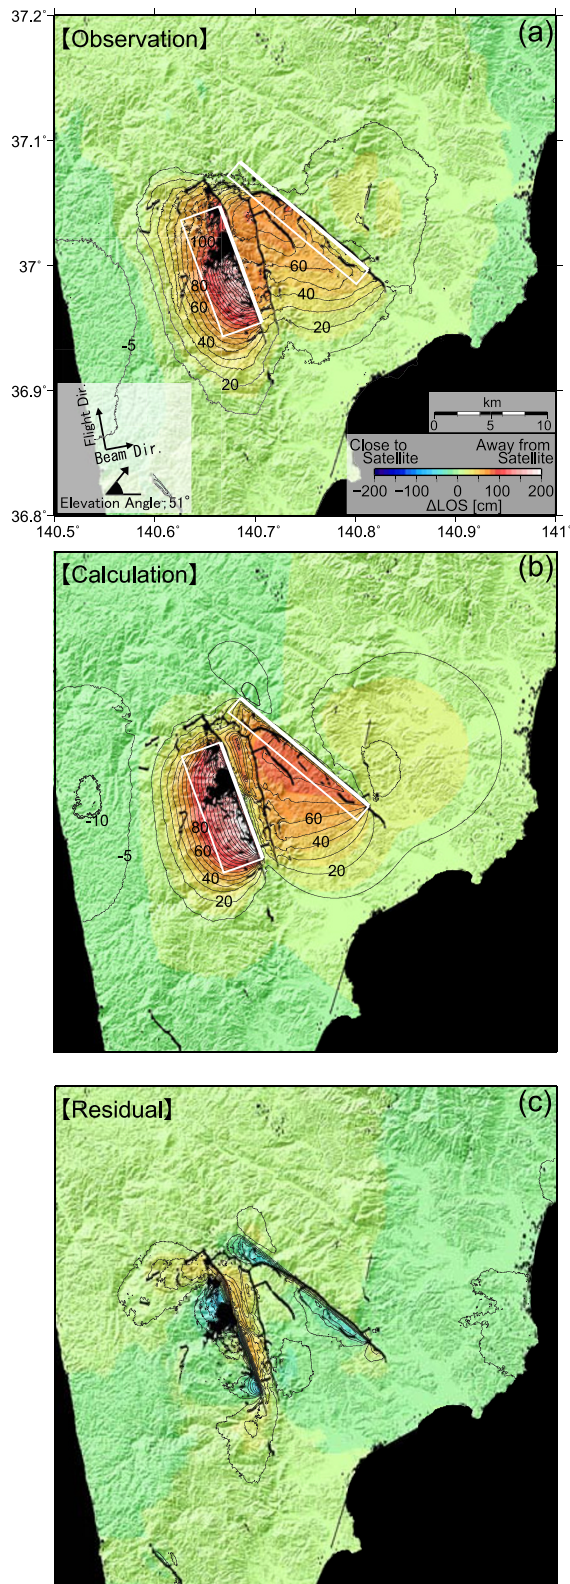 37.2°
【Observation】
(a)
37.1°
37°
100
80
60
60
40
40
20
20
-5
36.9°
Flight Dir.
Beam Dir.
Elevation Angle;51°
km
0 5 10
Close to Satellite
Away from Satellite
-200 -100 0 100 200
ΔLOS [cm]
36.8°
140.5° 140.6° 140.7° 140.8° 140.9° 141°
【Calculation】
(b)
-10
-5
80
60
40
20
60
40
20
【Residual】
(c)